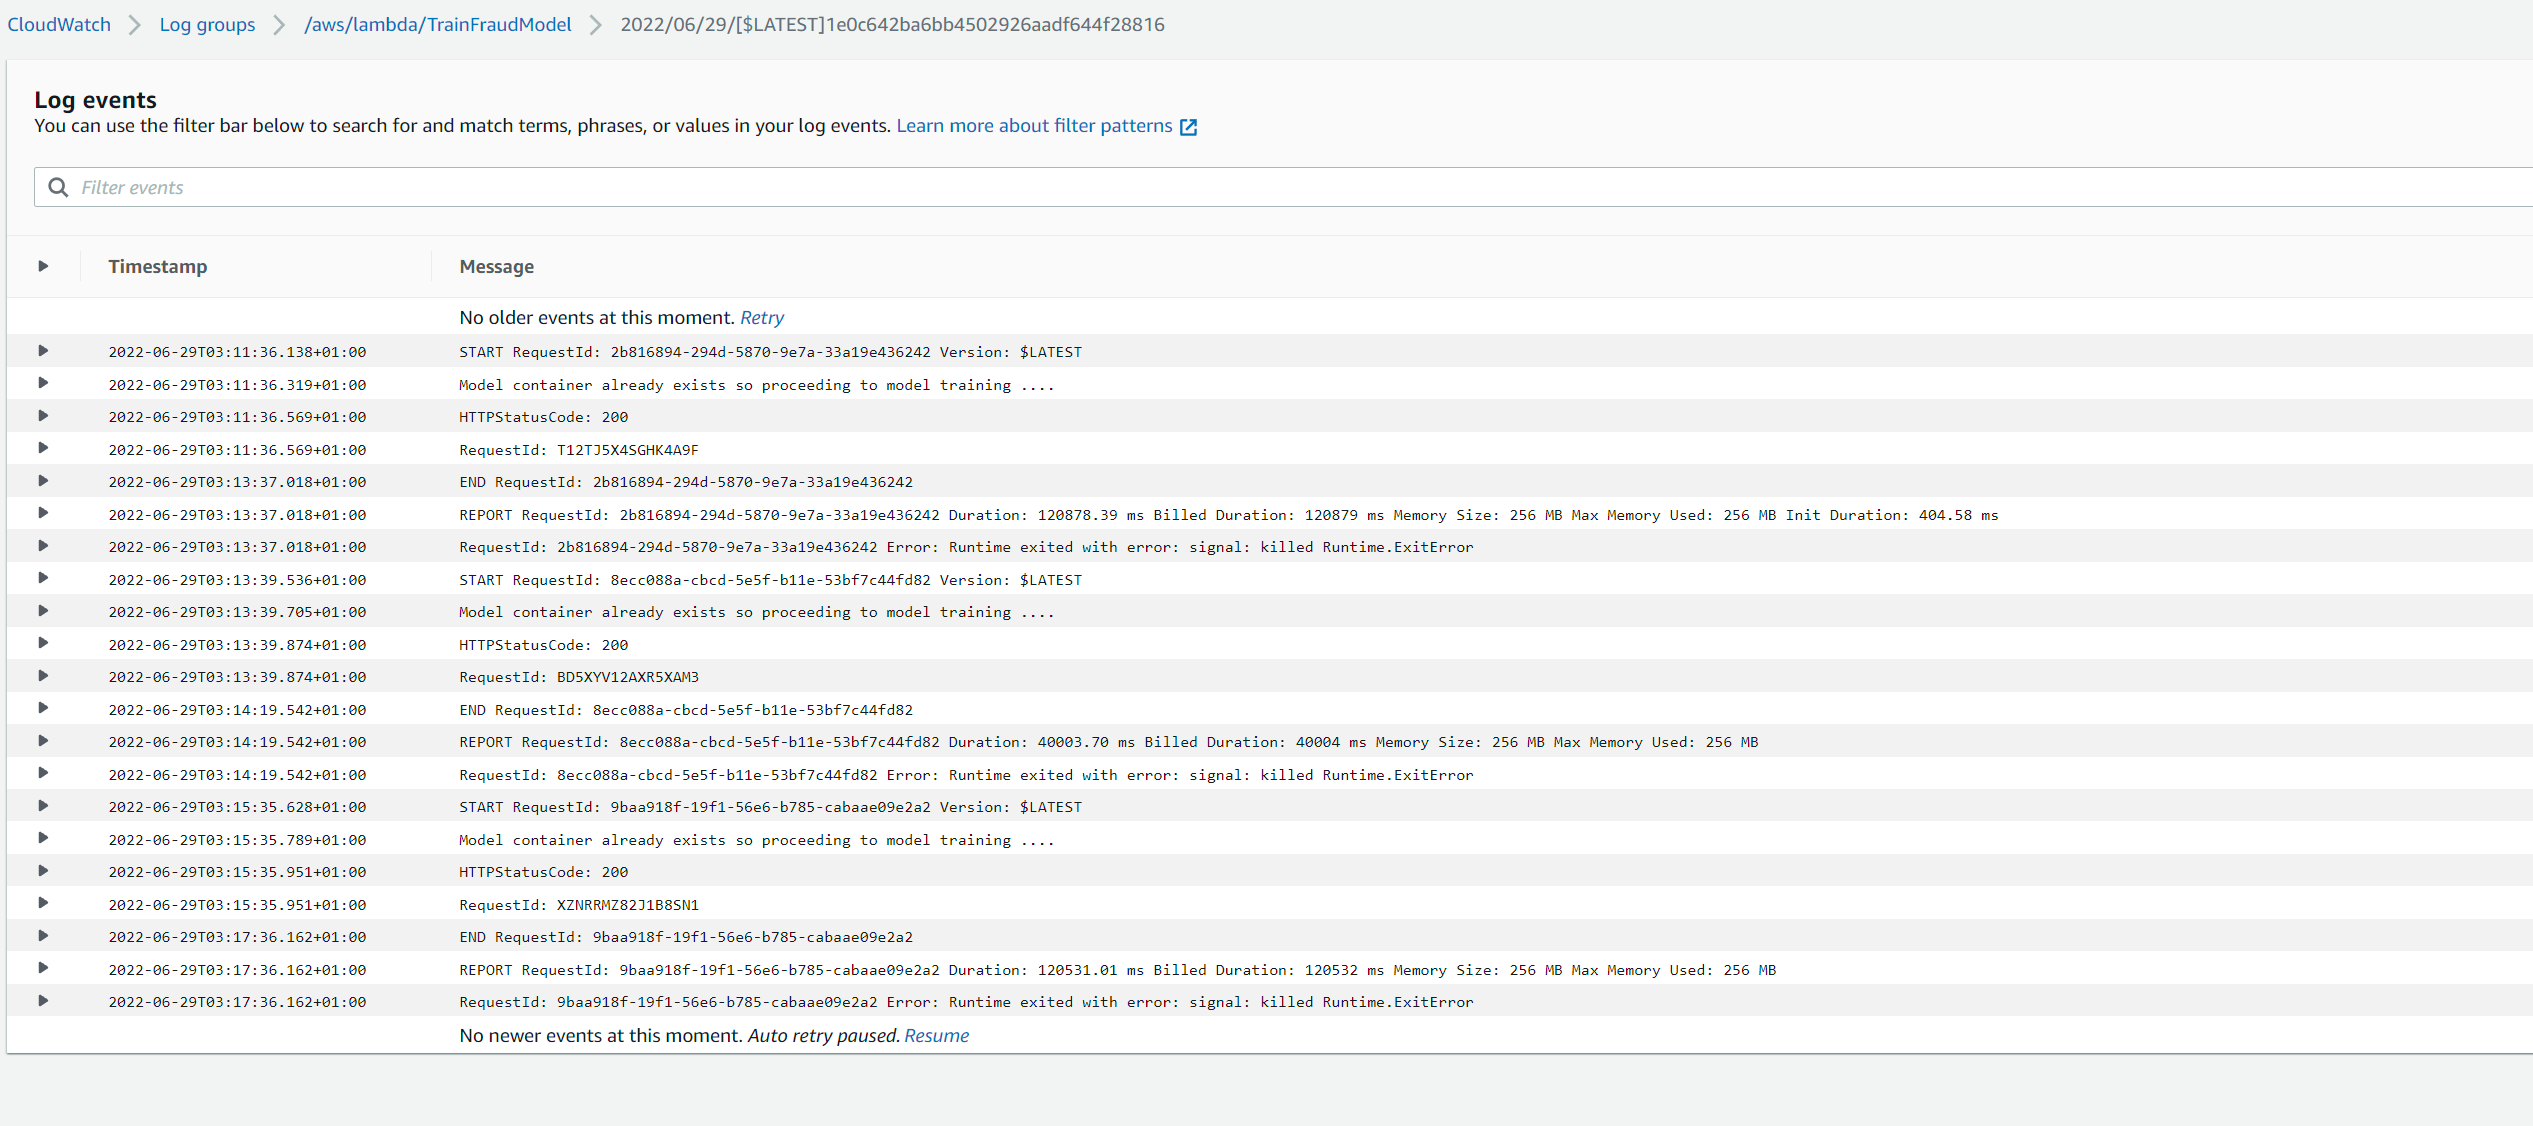 CloudWatch > Log groups > /aws/lambda/TrainFraudModel > 2022/06/29/[$LATEST]1e0c642ba6bb4502926aadf644f28816
Log events
You can use the filter bar below to search for and match terms, phrases, or values in your log events. Learn more about filter patterns
Filter events
Timestamp Message
No older events at this moment. Retry
2022-06-29T03:11:36.138+01:00 START RequestId: 2b816894-294d-5870-9e7a-33a19e436242 Version: $LATEST
2022-06-29T03:11:36.319+01:00 Model container already exists so proceeding to model training ....
2022-06-29T03:11:36.569+01:00 HTTPStatusCode: 200
2022-06-29T03:11:36.569+01:00 RequestId: T12TJ5X4SGHK4A9F
2022-06-29T03:13:37.018+01:00 END RequestId: 2b816894-294d-5870-9e7a-33a19e436242
2022-06-29T03:13:37.018+01:00 REPORT RequestId: 2b816894-294d-5870-9e7a-33a19e436242 Duration: 120878.39 ms Billed Duration: 120879 ms Memory Size: 256 MB Max Memory Used: 256 MB Init Duration: 404.58 ms
2022-06-29T03:13:37.018+01:00 RequestId: 2b816894-294d-5870-9e7a-33a19e436242 Error: Runtime exited with error: signal: killed Runtime.ExitError
2022-06-29T03:13:39.536+01:00 START RequestId: 8ecc088a-cbcd-5e5f-b11e-53bf7c44fd82 Version: $LATEST
2022-06-29T03:13:39.705+01:00 Model container already exists so proceeding to model training ....
2022-06-29T03:13:39.874+01:00 HTTPStatusCode: 200
2022-06-29T03:13:39.874+01:00 RequestId: BD5XYV12AXR5XAM3
2022-06-29T03:14:19.542+01:00 END RequestId: 8ecc088a-cbcd-5e5f-b11e-53bf7c44fd82
2022-06-29T03:14:19.542+01:00 REPORT RequestId: 8ecc088a-cbcd-5e5f-b11e-53bf7c44fd82 Duration: 40003.70 ms Billed Duration: 40004 ms Memory Size: 256 MB Max Memory Used: 256 MB
2022-06-29T03:14:19.542+01:00 RequestId: 8ecc088a-cbcd-5e5f-b11e-53bf7c44fd82 Error: Runtime exited with error: signal: killed Runtime.ExitError
2022-06-29T03:15:35.628+01:00 START RequestId: 9baa918f-19f1-56e6-b785-cabaae09e2a2 Version: $LATEST
2022-06-29T03:15:35.789+01:00 Model container already exists so proceeding to model training ....
2022-06-29T03:15:35.951+01:00 HTTPStatusCode: 200
2022-06-29T03:15:35.951+01:00 RequestId: XZNRRMZ82J1B8SN1
2022-06-29T03:17:36.162+01:00 END RequestId: 9baa918f-19f1-56e6-b785-cabaae09e2a2
2022-06-29T03:17:36.162+01:00 REPORT RequestId: 9baa918f-19f1-56e6-b785-cabaae09e2a2 Duration: 120531.01 ms Billed Duration: 120532 ms Memory Size: 256 MB Max Memory Used: 256 MB
2022-06-29T03:17:36.162+01:00 RequestId: 9baa918f-19f1-56e6-b785-cabaae09e2a2 Error: Runtime exited with error: signal: killed Runtime.ExitError
No newer events at this moment. Auto retry paused. Resume